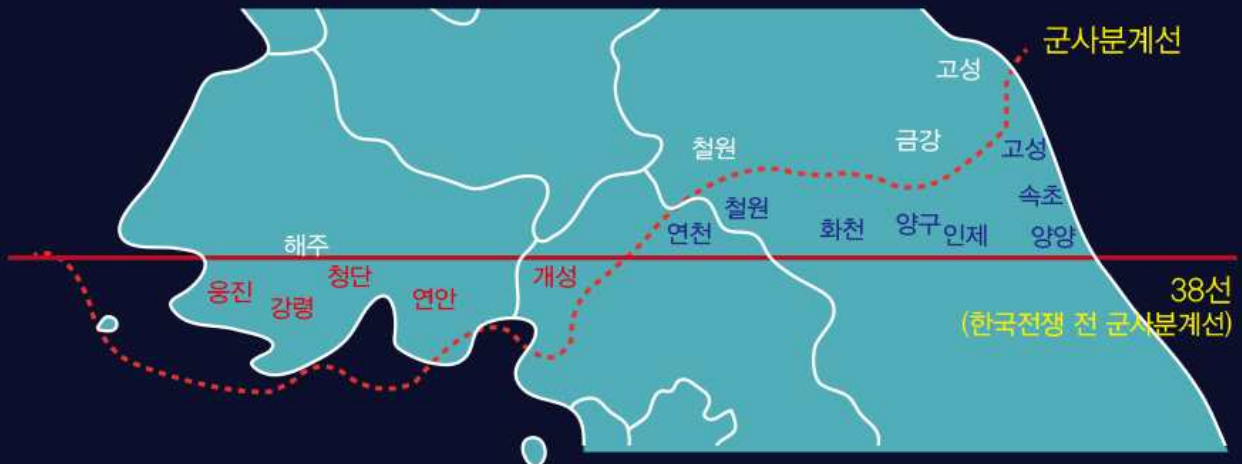 군사분계선
고성
철원
금강
고성
속초
철원
연천
화천
양구
인제
양양
해주
청단
개성
웅진
강령
연안
38선
(한국전쟁 전 군사분계선)